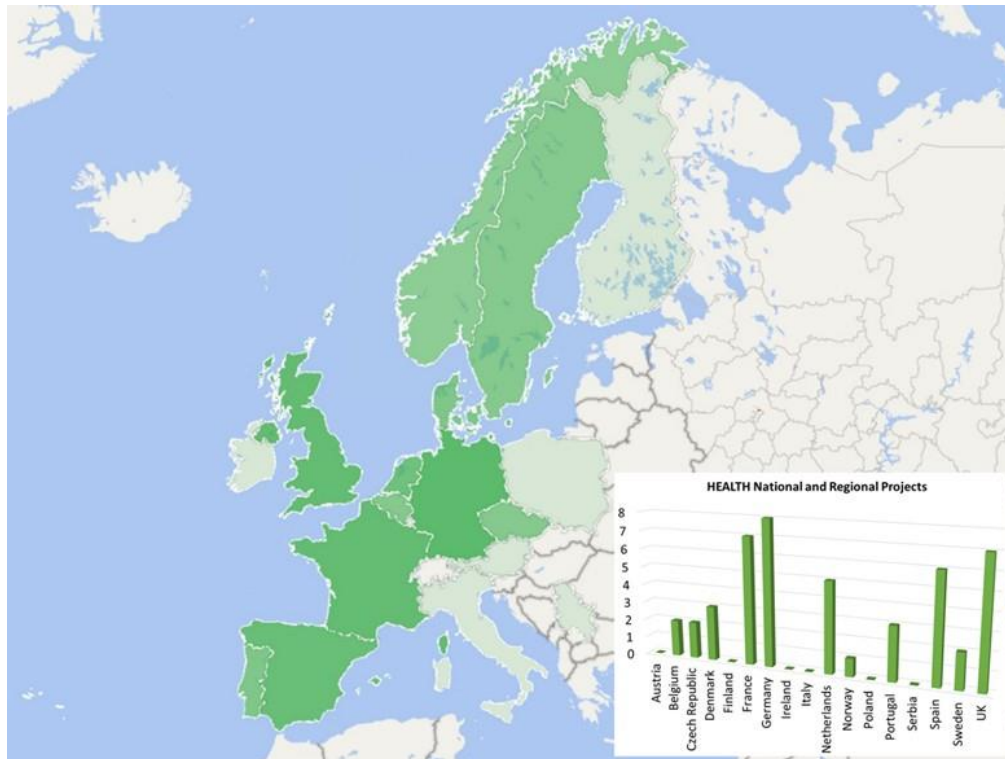 HEALTH National and Regional Projects
8
7
6
5
4
3
2
1
0
Austria
Belgium
Czech Republic
Denmark
Finland
France
Germany
Ireland
Italy
Netherlands
Norway
Poland
Portugal
Serbia
Spain
Sweden
UK